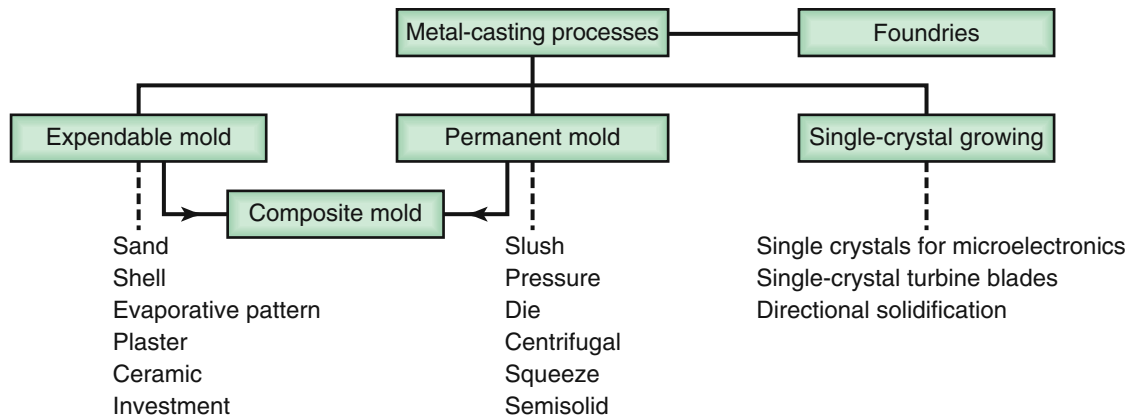 Metal-casting processes
Foundries
Expendable mold
Permanent mold
Single-crystal growing
Composite mold
Sand
Shell
Evaporative pattern
Plaster
Ceramic
Investment
Slush
Pressure
Die
Centrifugal
Squeeze
Semisolid
Single crystals for microelectronics
Single-crystal turbine blades
Directional solidification